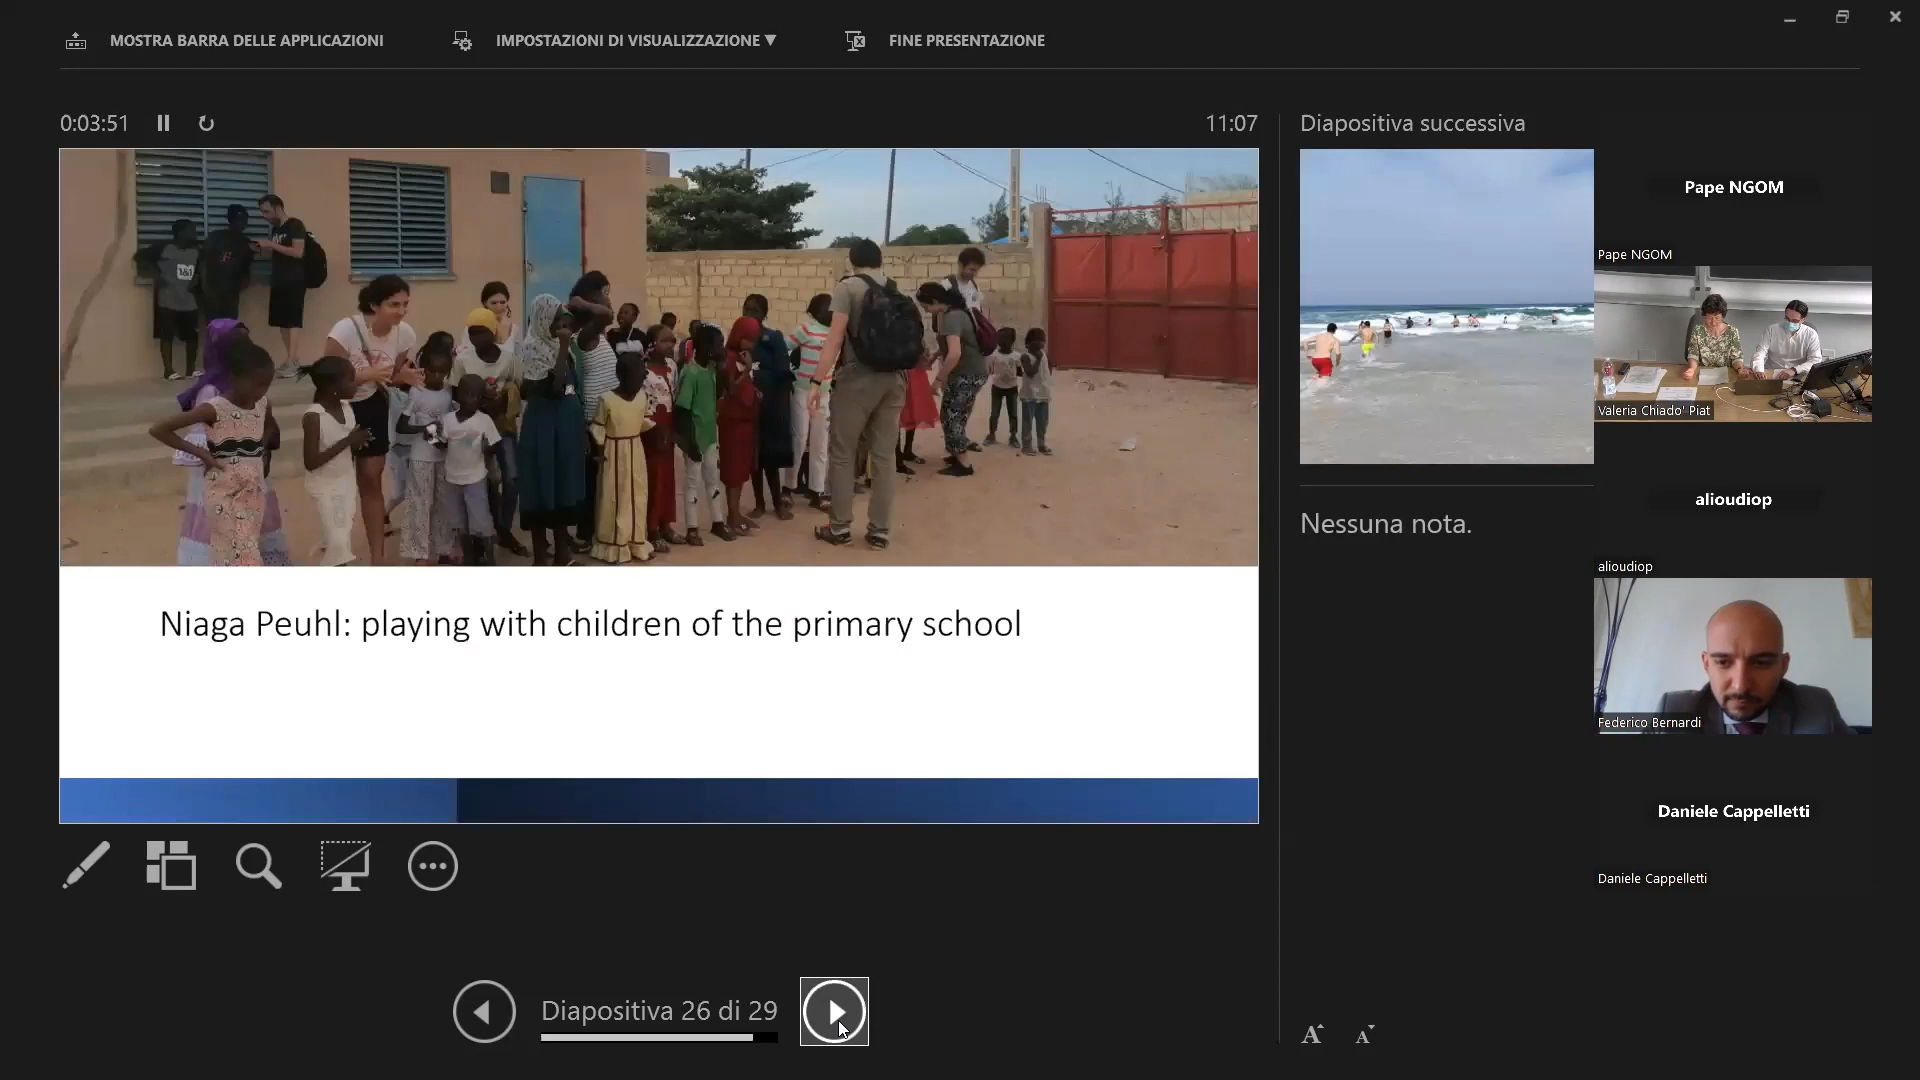 MOSTRA BARRA DELLE APPLICAZIONI
IMPOSTAZIONI DI VISUALIZZAZIONE ▼
FINE PRESENTAZIONE
0:03:51
11:07
Diapositiva successiva
Niaga Peuhl: playing with children of the primary school
Nessuna nota.
Diapositiva 26 di 29
A
A
Pape NGOM
Pape NGOM
Valeria Chiado' Piat
alioudiop
alioudiop
Federico Bernardi
Daniele Cappelletti
Daniele Cappelletti